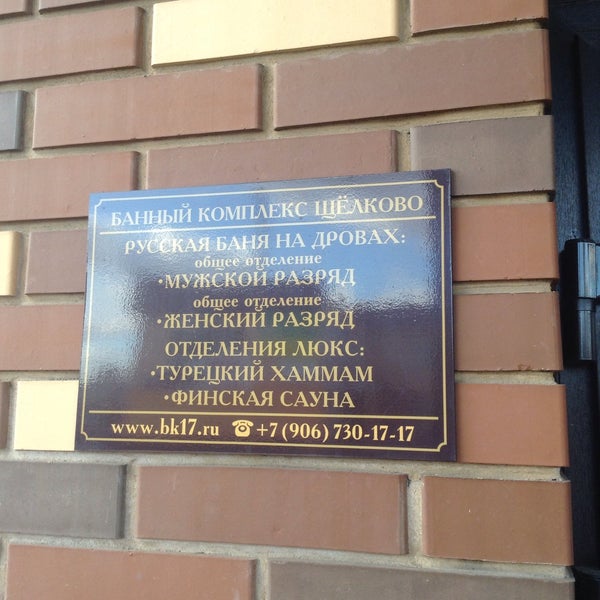 БАННЫЙ КОМПЛЕКС ЩЁЛКОВО
РУССКАЯ БАНЯ НА ДРОВАХ:
общее отделение
·МУЖСКОЙ РАЗРЯД
общее отделение
·ЖЕНСКИЙ РАЗРЯД
ОТДЕЛЕНИЯ ЛЮКС:
·ТУРЕЦКИЙ ХАММАМ
·ФИНСКАЯ САУНА
www.bk17.ru ☎ +7 (906) 730-17-17